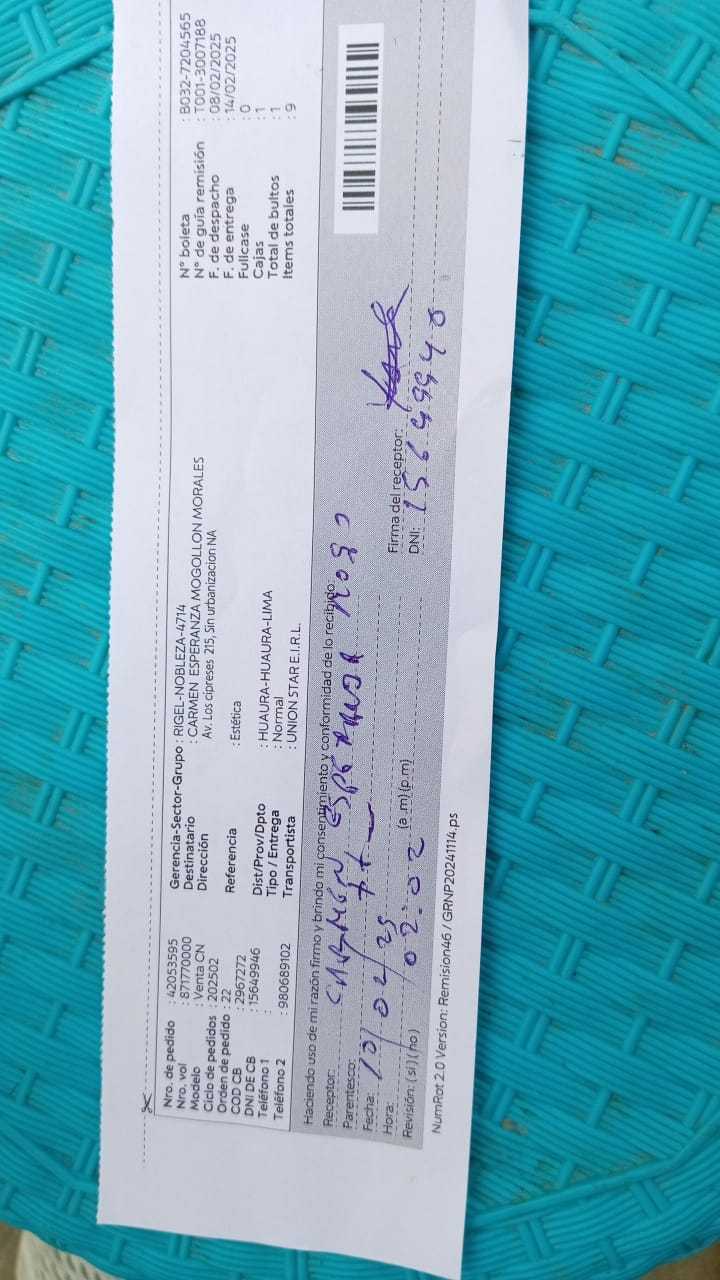 Nro. de pedido : 42053595
Nro. vol : 871770000
Modelo : Venta CN
Ciclo de pedidos : 202502
Orden de pedido : 22
COD CB : 2967272
DNI DE CB : 15649946
Teléfono 1 :
Teléfono 2 : 980689102
Gerencia-Sector-Grupo : RIGEL-NOBLEZA-4714
Destinatario : CARMEN ESPERANZA MOGOLLON MORALES
Dirección Av. Los cipreses 215, Sin urbanizacion NA
Referencia : Estética
Dist/Prov/Dpto : HUAURA-HUAURA-LIMA
Tipo / Entrega : Normal
Transportista : UNION STAR E.I.R.L.
N° boleta : B032-7204565
N° de guía remisión : T001-3007188
F. de despacho : 08/02/2025
F. de entrega : 14/02/2025
Fullcase : 0
Cajas : 1
Total de bultos : 1
Items totales : 9
Haciendo uso de mi razón firmo y brindo mi consentimiento y conformidad de lo recibido.
Receptor: CARMEN ESPERANZA
Parentesco: tt
Fecha: 10/02/25
Hora: 02:02 (a.m)(p.m)
Revisión: (si) (no)
Firma del receptor:
DNI:
NumRot 2.0 Version: Remision46 / GRNP20241114.ps